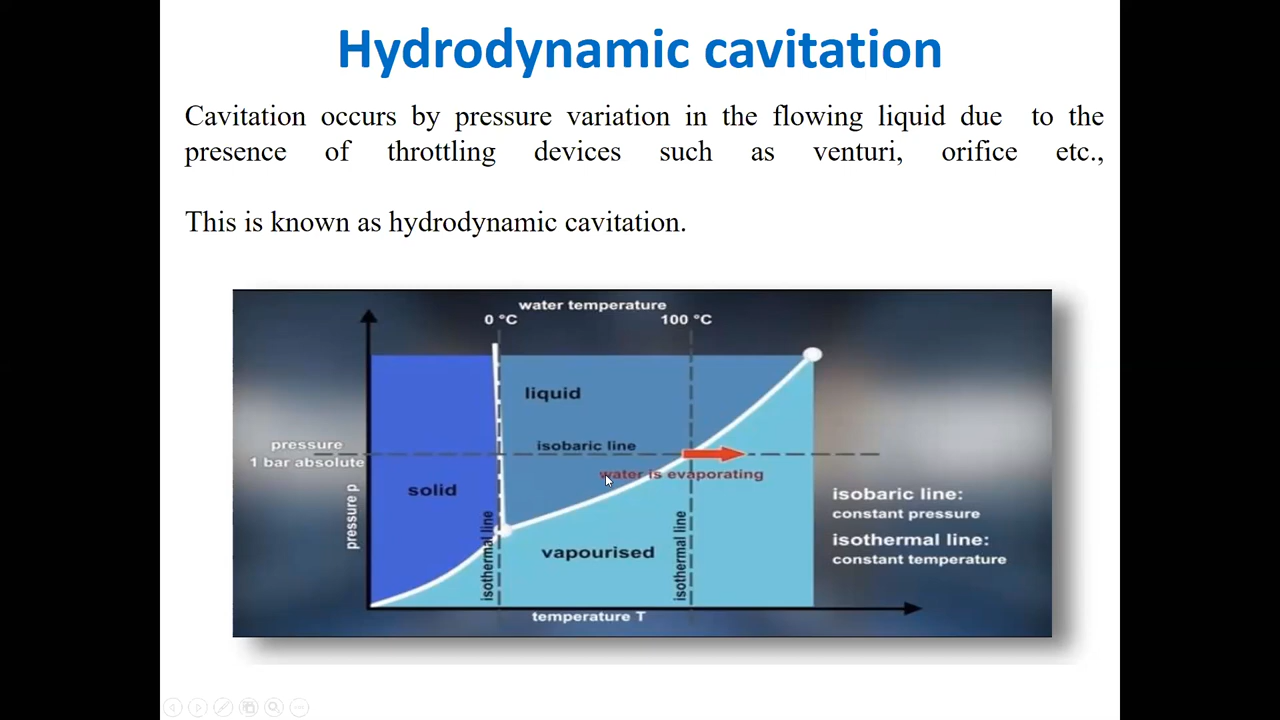 Hydrodynamic cavitation
Cavitation occurs by pressure variation in the flowing liquid due to the
presence of throttling devices such as venturi, orifice etc.,
This is known as hydrodynamic cavitation.
water temperature
0 °C
100 °C
liquid
isobaric line
pressure
1 bar absolute
water is evaporating
solid
pressure p
isothermal line
isothermal line
vapourised
isobaric line:
constant pressure
isothermal line:
constant temperature
temperature T